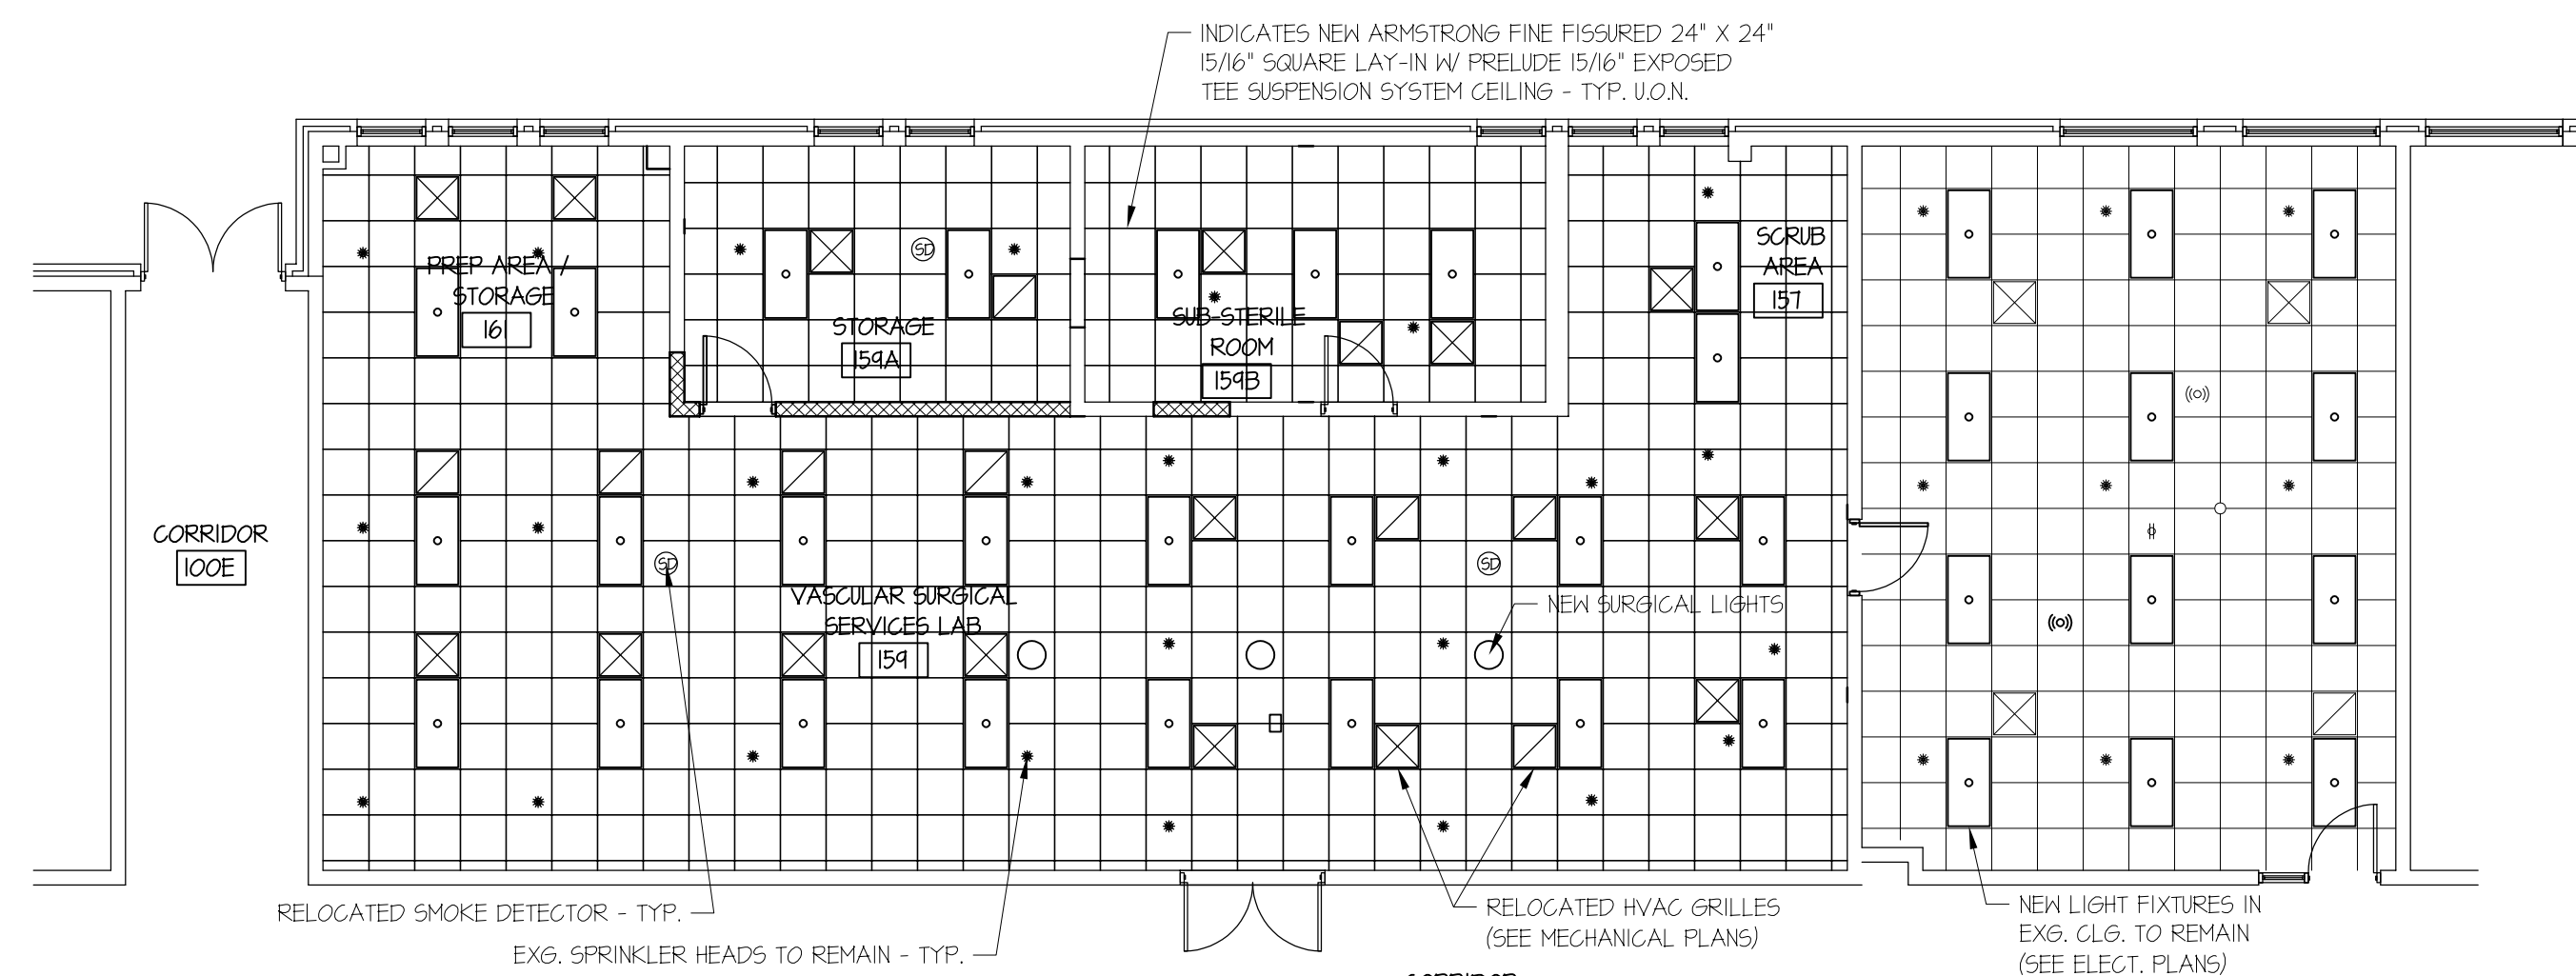 INDICATES NEW ARMSTRONG FINE FISSURED 24" X 24"
15/16" SQUARE LAY-IN W/ PRELUDE 15/16" EXPOSED
TEE SUSPENSION SYSTEM CEILING - TYP. U.O.N.
PREP AREA /
STORAGE
161
SD
STORAGE
159A
SUB-STERILE
ROOM
159B
SCRUB
AREA
157
CORRIDOR
100E
SD
SD
VASCULAR SURGICAL
SERVICES LAB
159
NEW SURGICAL LIGHTS
RELOCATED SMOKE DETECTOR - TYP.
EXG. SPRINKLER HEADS TO REMAIN - TYP.
RELOCATED HVAC GRILLES
(SEE MECHANICAL PLANS)
NEW LIGHT FIXTURES IN
EXG. CLG. TO REMAIN
(SEE ELECT. PLANS)